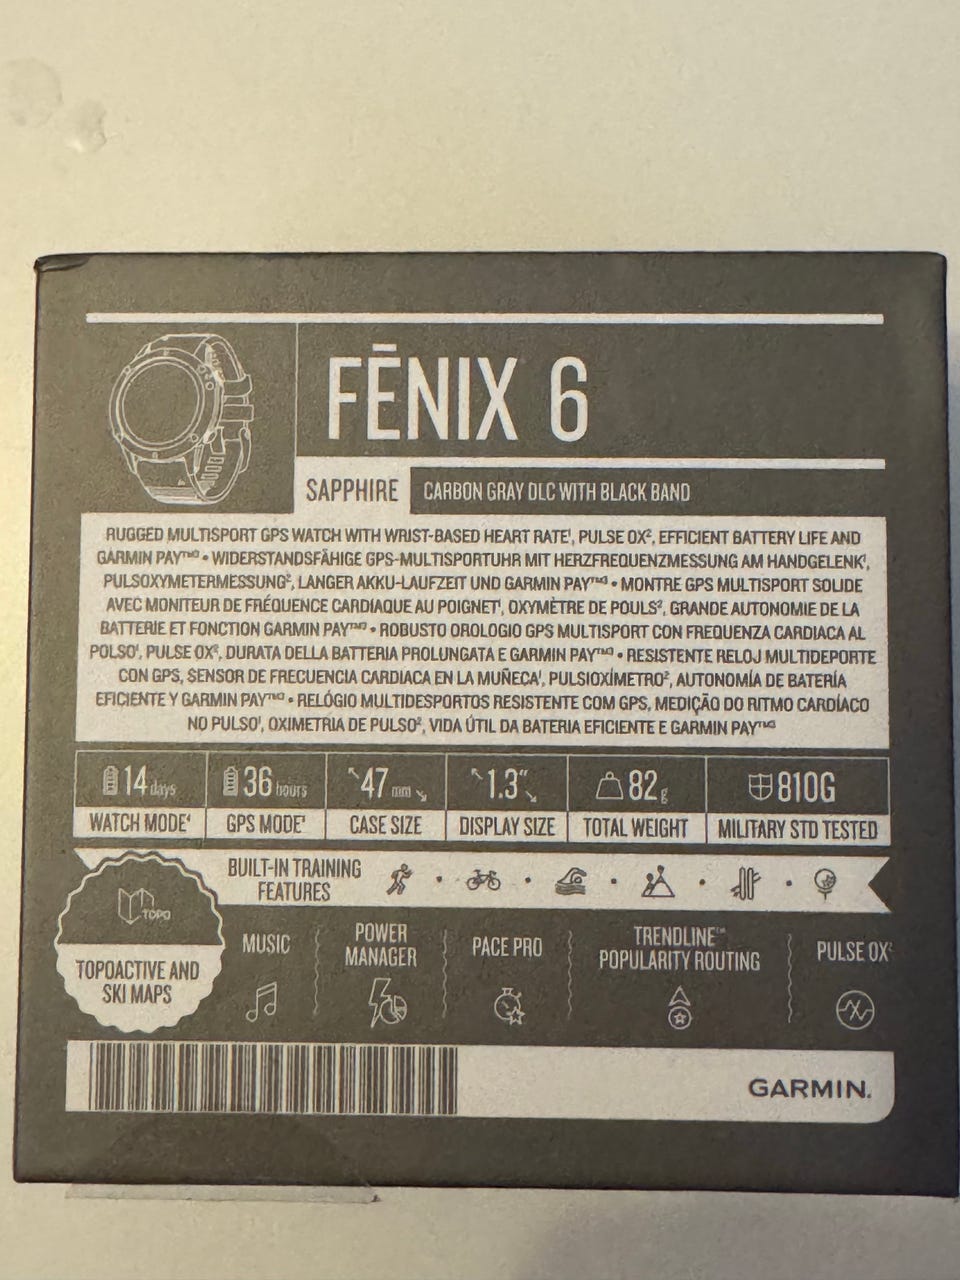 FĒNIX 6
SAPPHIRE
CARBON GRAY DLC WITH BLACK BAND
RUGGED MULTISPORT GPS WATCH WITH WRIST-BASED HEART RATE¹, PULSE OX², EFFICIENT BATTERY LIFE AND
GARMIN PAY™³ • WIDERSTANDSFÄHIGE GPS-MULTISPORTUHR MIT HERZFREQUENZMESSUNG AM HANDGELENK¹,
PULSOXYMETERMESSUNG², LANGER AKKU-LAUFZEIT UND GARMIN PAY™³ • MONTRE GPS MULTISPORT SOLIDE
AVEC MONITEUR DE FRÉQUENCE CARDIAQUE AU POIGNET¹, OXYMÈTRE DE POULS², GRANDE AUTONOMIE DE LA
BATTERIE ET FONCTION GARMIN PAY™³ • ROBUSTO OROLOGIO GPS MULTISPORT CON FREQUENZA CARDIACA AL
POLSO¹, PULSE OX², DURATA DELLA BATTERIA PROLUNGATA E GARMIN PAY™³ • RESISTENTE RELOJ MULTIDEPORTE
CON GPS, SENSOR DE FRECUENCIA CARDIACA EN LA MUÑECA¹, PULSIOXÍMETRO², AUTONOMÍA DE BATERÍA
EFICIENTE Y GARMIN PAY™³ • RELÓGIO MULTIDESPORTOS RESISTENTE COM GPS, MEDIÇÃO DO RITMO CARDÍACO
NO PULSO¹, OXIMETRIA DE PULSO², VIDA ÚTIL DA BATERIA EFICIENTE E GARMIN PAY™³
14 days
WATCH MODE⁴
36 hours
GPS MODE⁴
47 mm
CASE SIZE
1.3"
DISPLAY SIZE
82 g
TOTAL WEIGHT
810G
MILITARY STD TESTED
BUILT-IN TRAINING
FEATURES
TOPO
TOPOACTIVE AND
SKI MAPS
MUSIC
POWER
MANAGER
PACE PRO
TRENDLINE™
POPULARITY ROUTING
PULSE OX²
GARMIN.